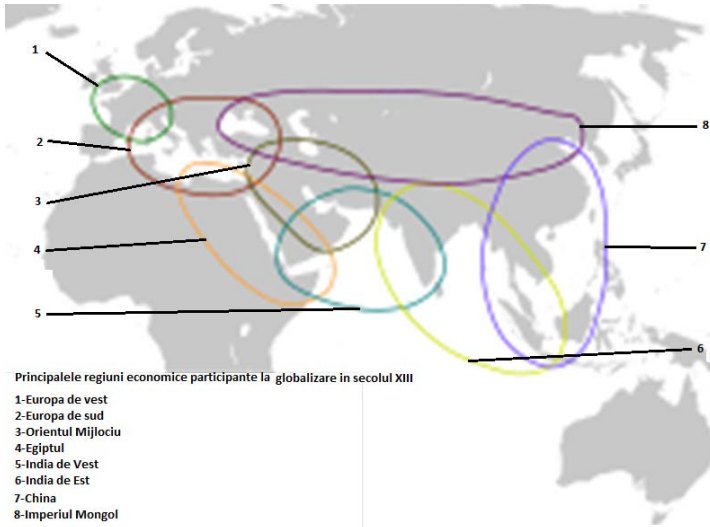 1
2
3
4
5
8
7
6
Principalele regiuni economice participante la globalizare in secolul XIII
1-Europa de vest
2-Europa de sud
3-Orientul Mijlociu
4-Egiptul
5-India de Vest
6-India de Est
7-China
8-Imperiul Mongol